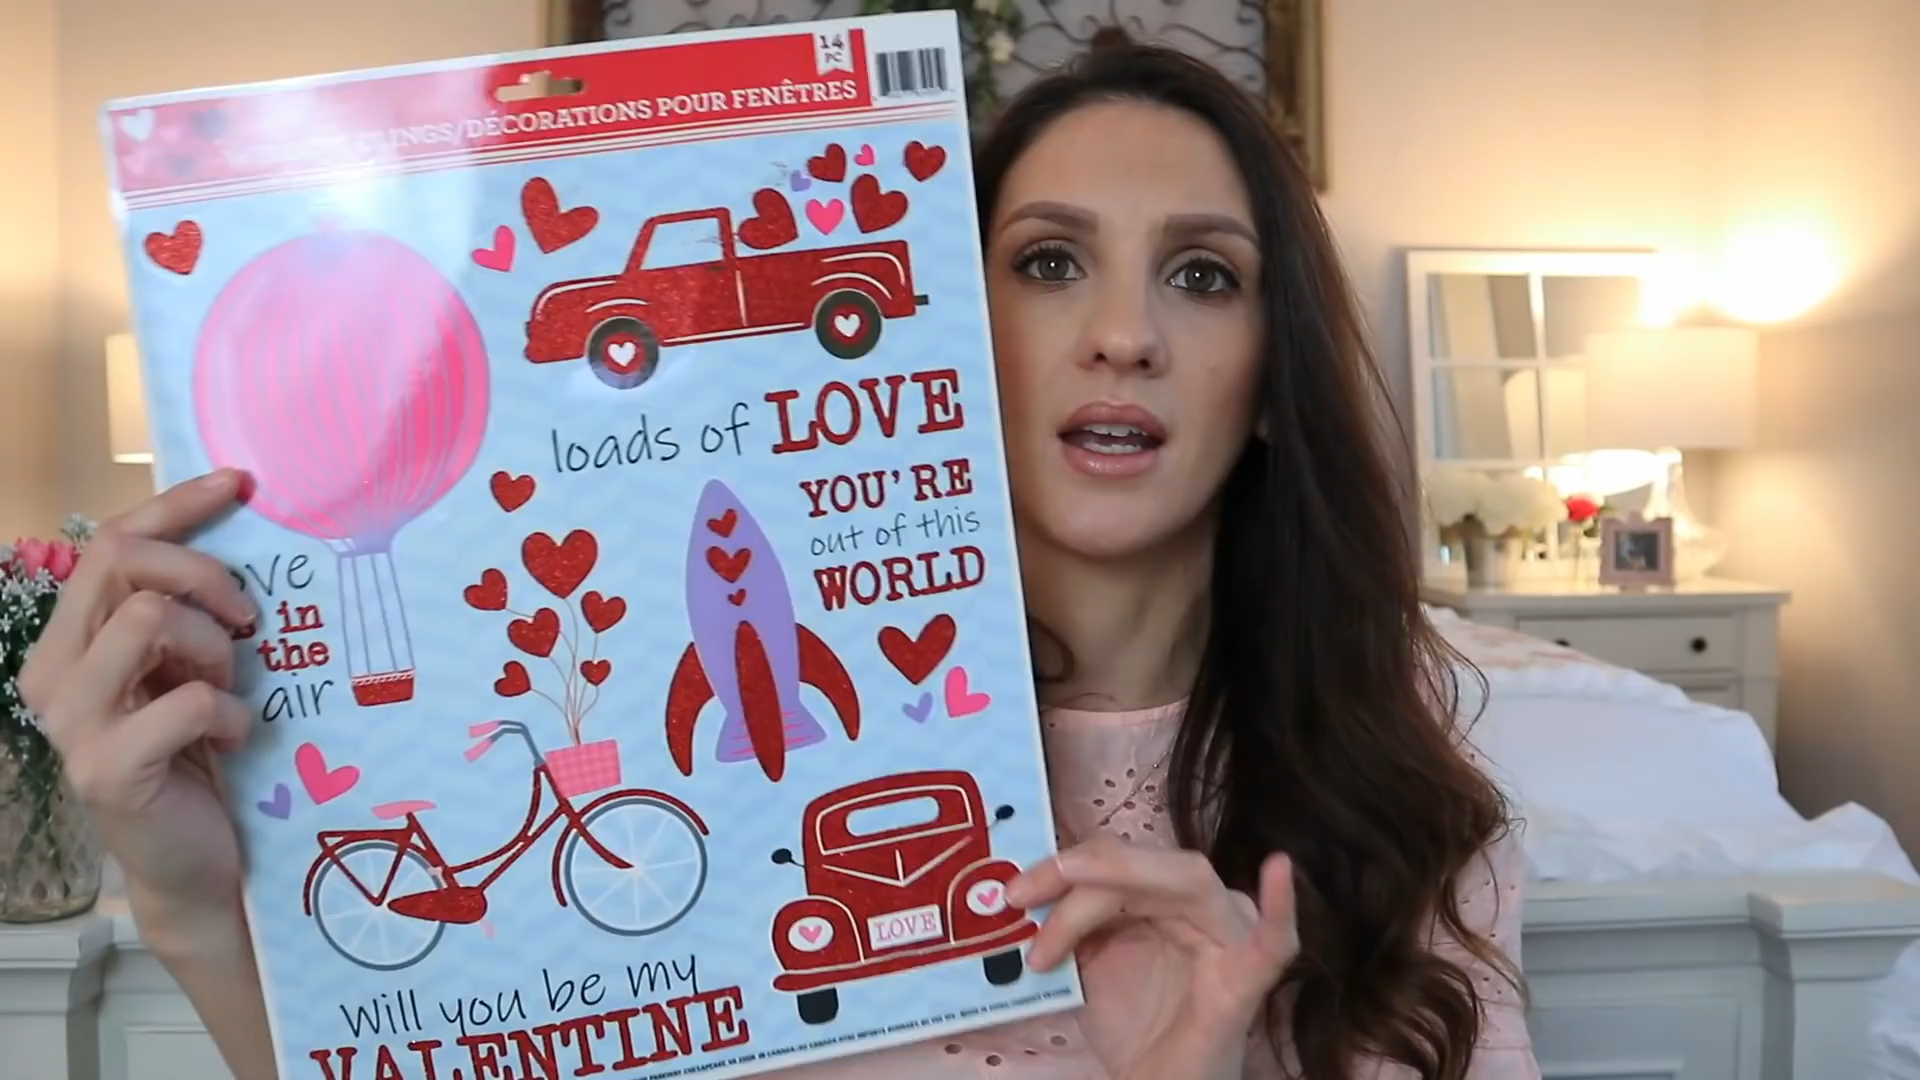 14
PC
CLINGS/DÉCORATIONS POUR FENÊTRES
loads of LOVE
YOU'RE
out of this
WORLD
in
the
air
LOVE
will you be my
VALENTINE